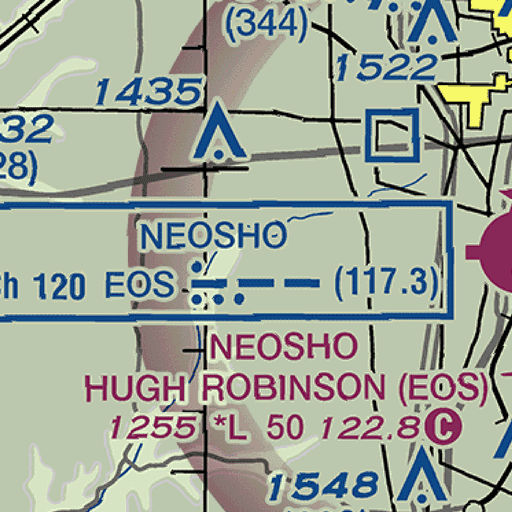 (344)
1522
1435
32
28)
NEOSHO
Ch 120 EOS (117.3)
NEOSHO
HUGH ROBINSON (EOS)
1255 *L 50 122.8 C
1548